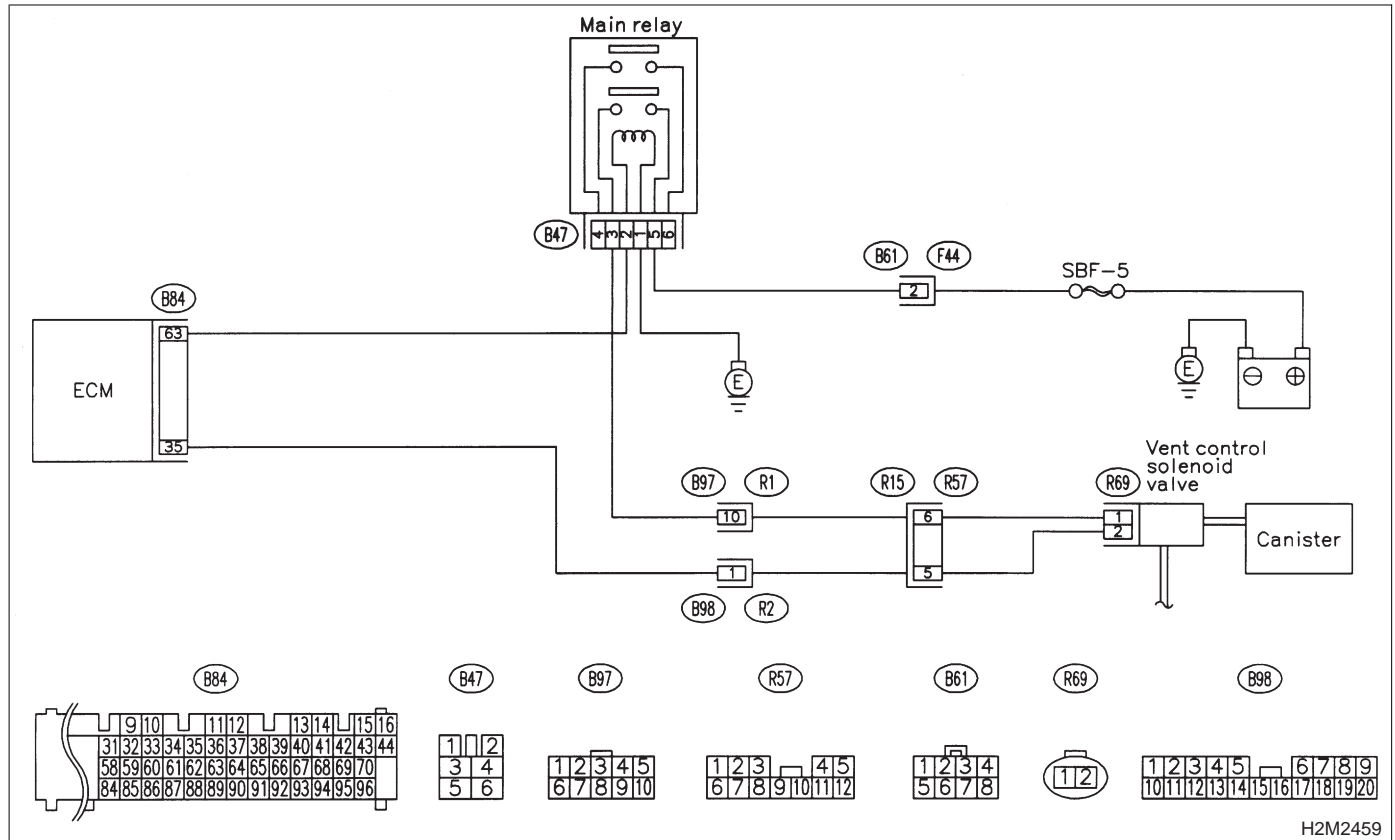 Main relay
B47
4 3 2 1 5 6
B61 F44
2
SBF-5
B84
63
ECM
35
E
E
⊖ ⊕
Vent control
solenoid
valve
B97 R1
10
R15 R57
6
5
R69
1
2
Canister
1
B98 R2
B84
9 10 11 12 13 14 15 16
31 32 33 34 35 36 37 38 39 40 41 42 43 44
58 59 60 61 62 63 64 65 66 67 68 69 70
84 85 86 87 88 89 90 91 92 93 94 95 96
B47
1 2
3 4
5 6
B97
1 2 3 4 5
6 7 8 9 10
R57
1 2 3 4 5
6 7 8 9 10 11 12
B61
1 2 3 4
5 6 7 8
R69
1 2
B98
1 2 3 4 5 6 7 8 9
10 11 12 13 14 15 16 17 18 19 20
H2M2459